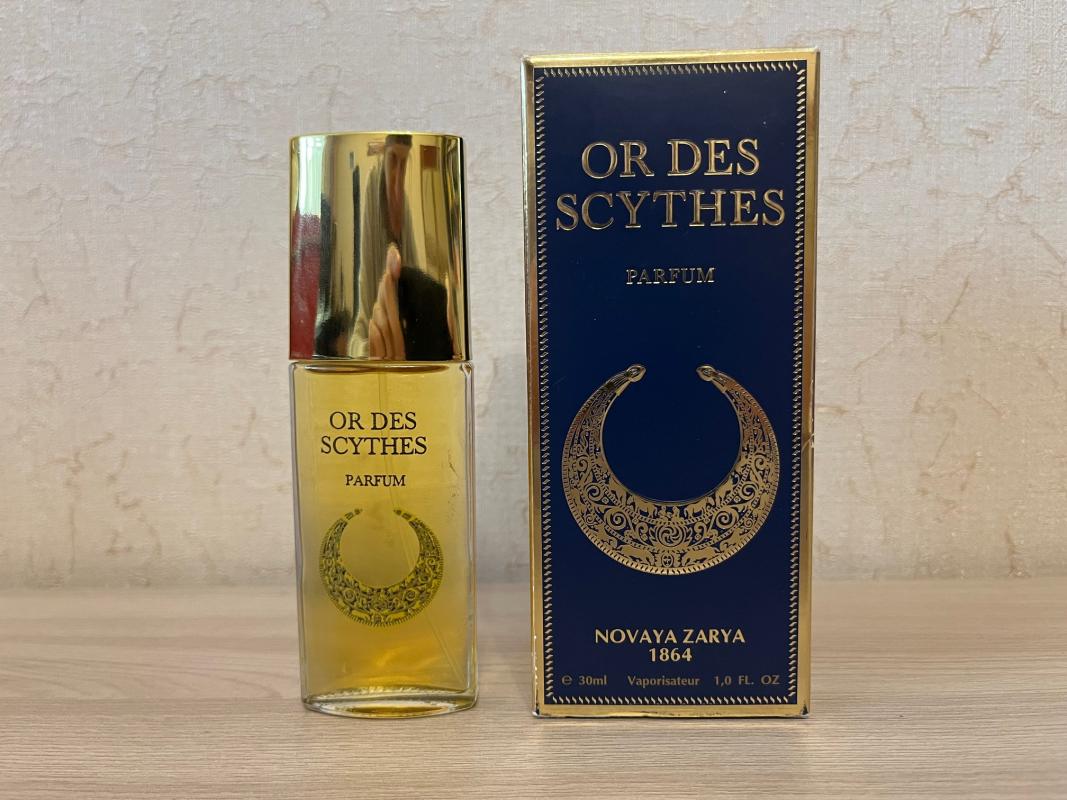 OR DES
SCYTHES
PARFUM
OR DES
SCYTHES
PARFUM
NOVAYA ZARYA
1864
℮ 30ml Vaporisateur 1,0 FL. OZ